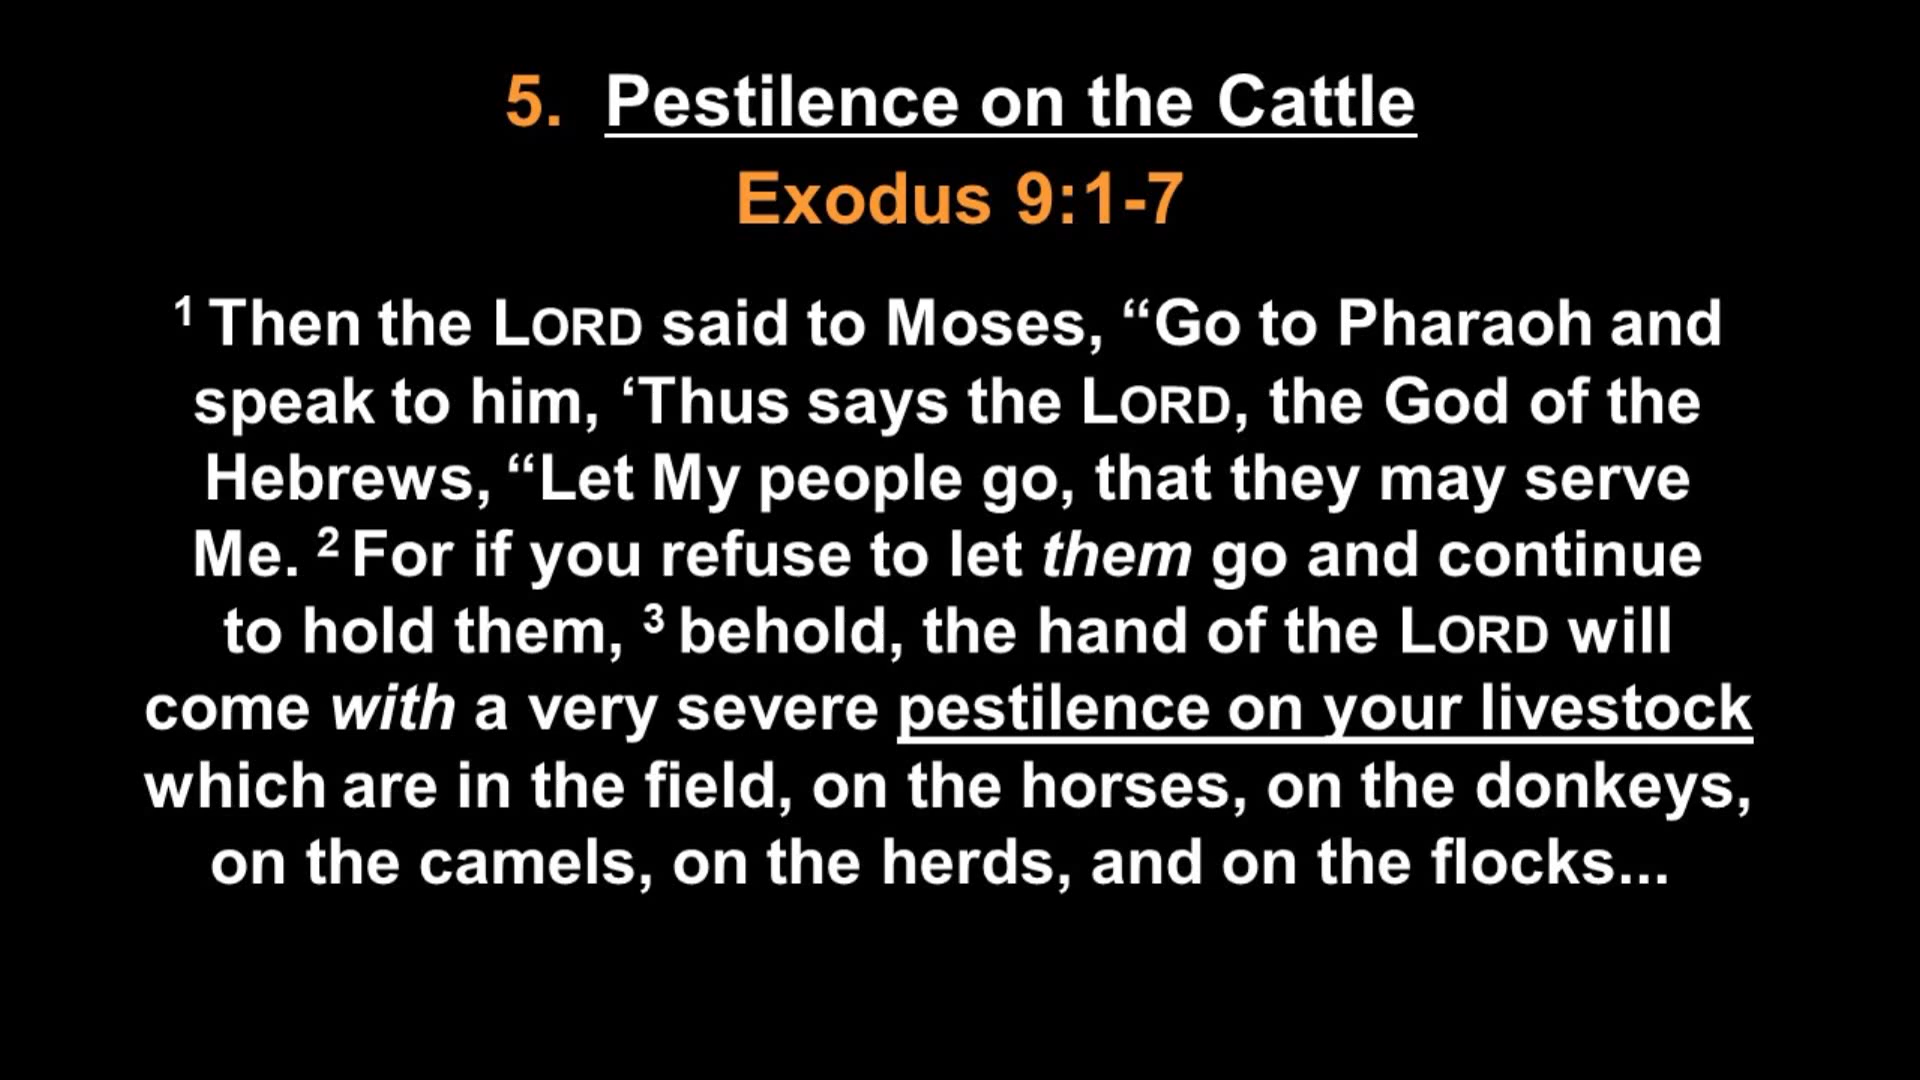 5. Pestilence on the Cattle
Exodus 9:1-7
1 Then the LORD said to Moses, “Go to Pharaoh and
speak to him, ‘Thus says the LORD, the God of the
Hebrews, “Let My people go, that they may serve
Me. 2 For if you refuse to let them go and continue
to hold them, 3 behold, the hand of the LORD will
come with a very severe pestilence on your livestock
which are in the field, on the horses, on the donkeys,
on the camels, on the herds, and on the flocks...